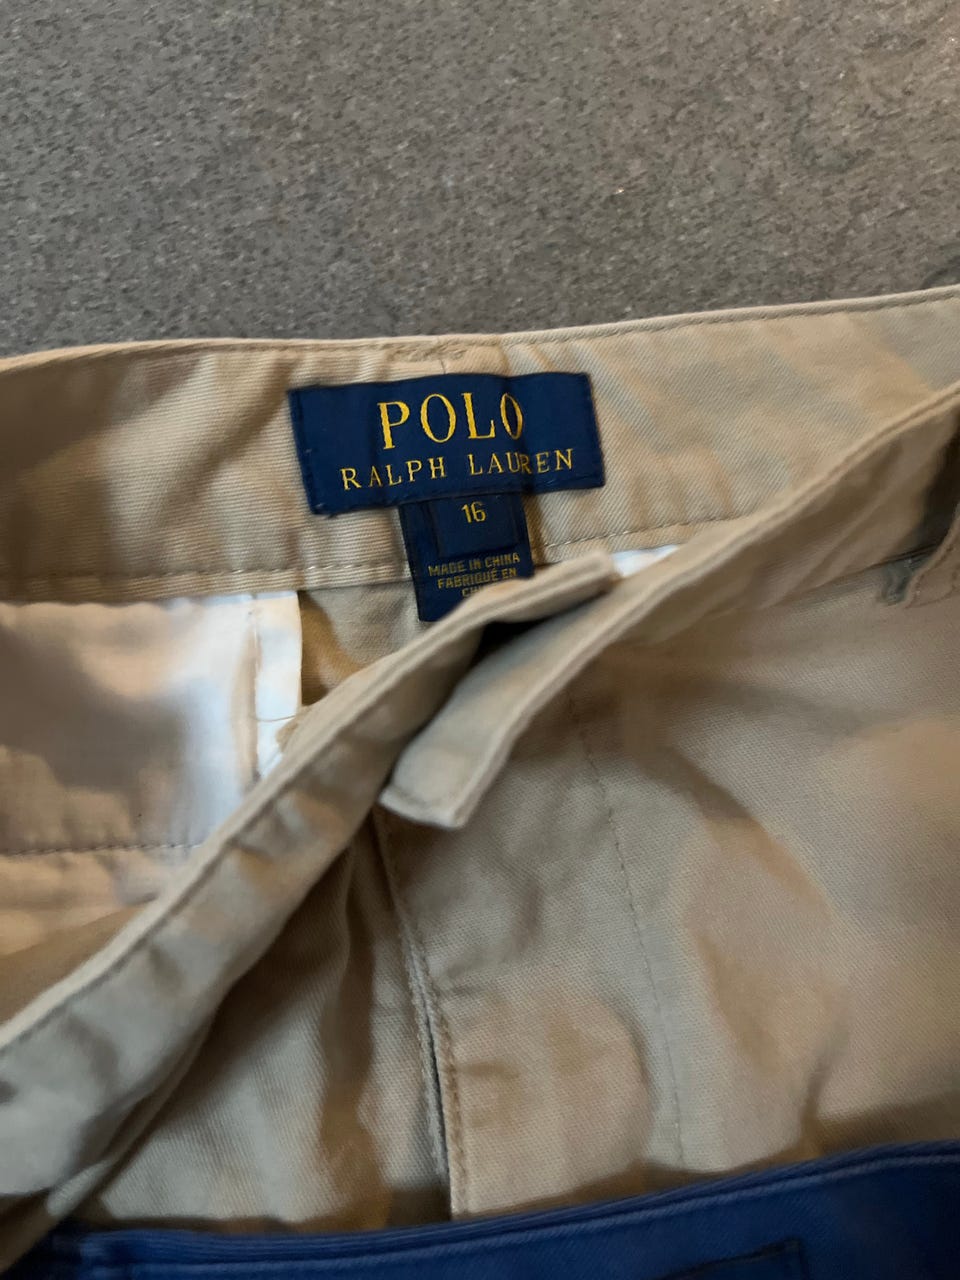 POLO
RALPH LAUREN
16
MADE IN CHINA
FABRIQUÉ EN